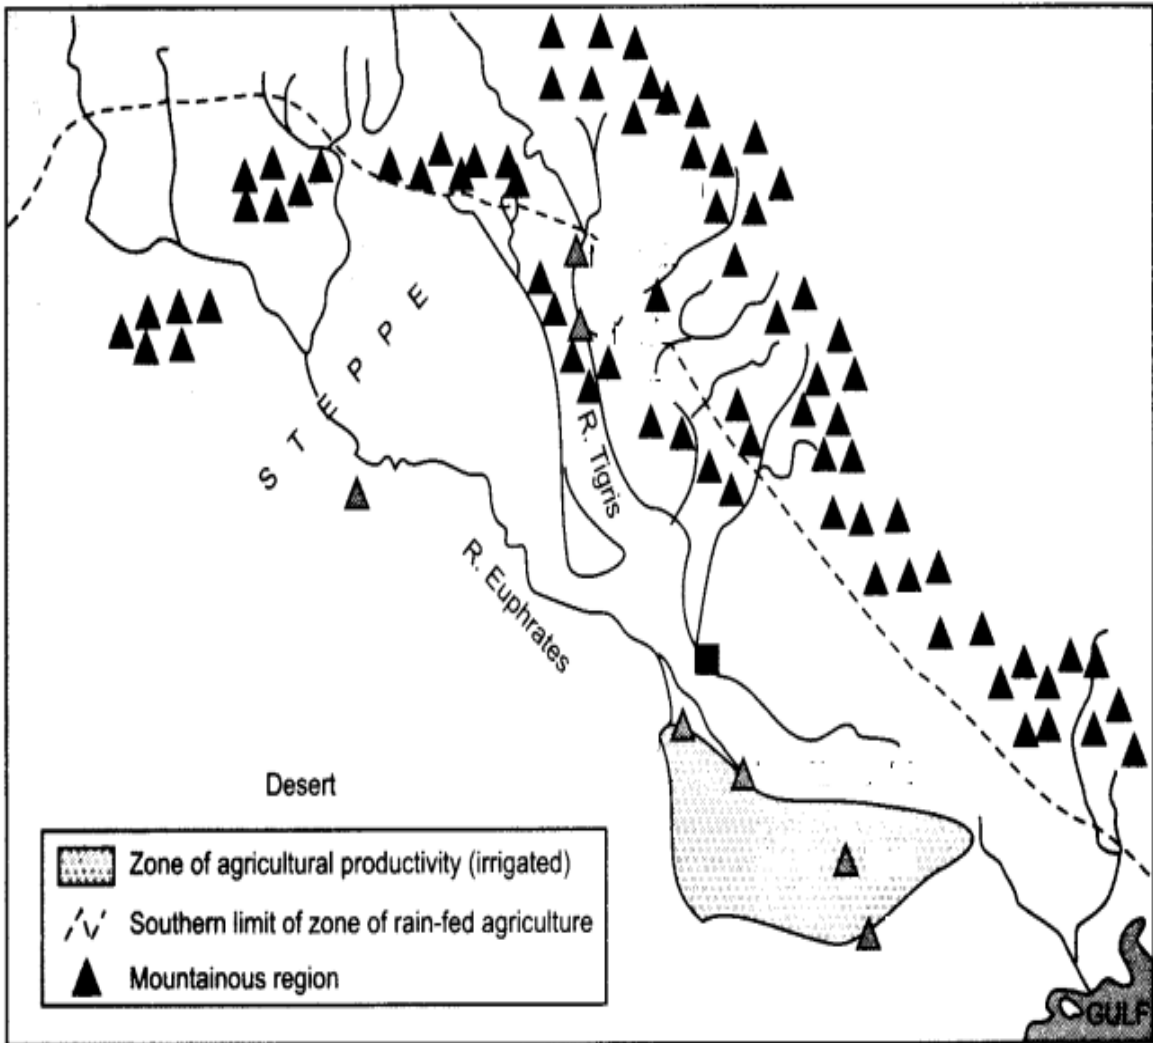 STEPPE
R. Tigris
R. Euphrates
Desert
Zone of agricultural productivity (irrigated)
Southern limit of zone of rain-fed agriculture
Mountainous region
GULF